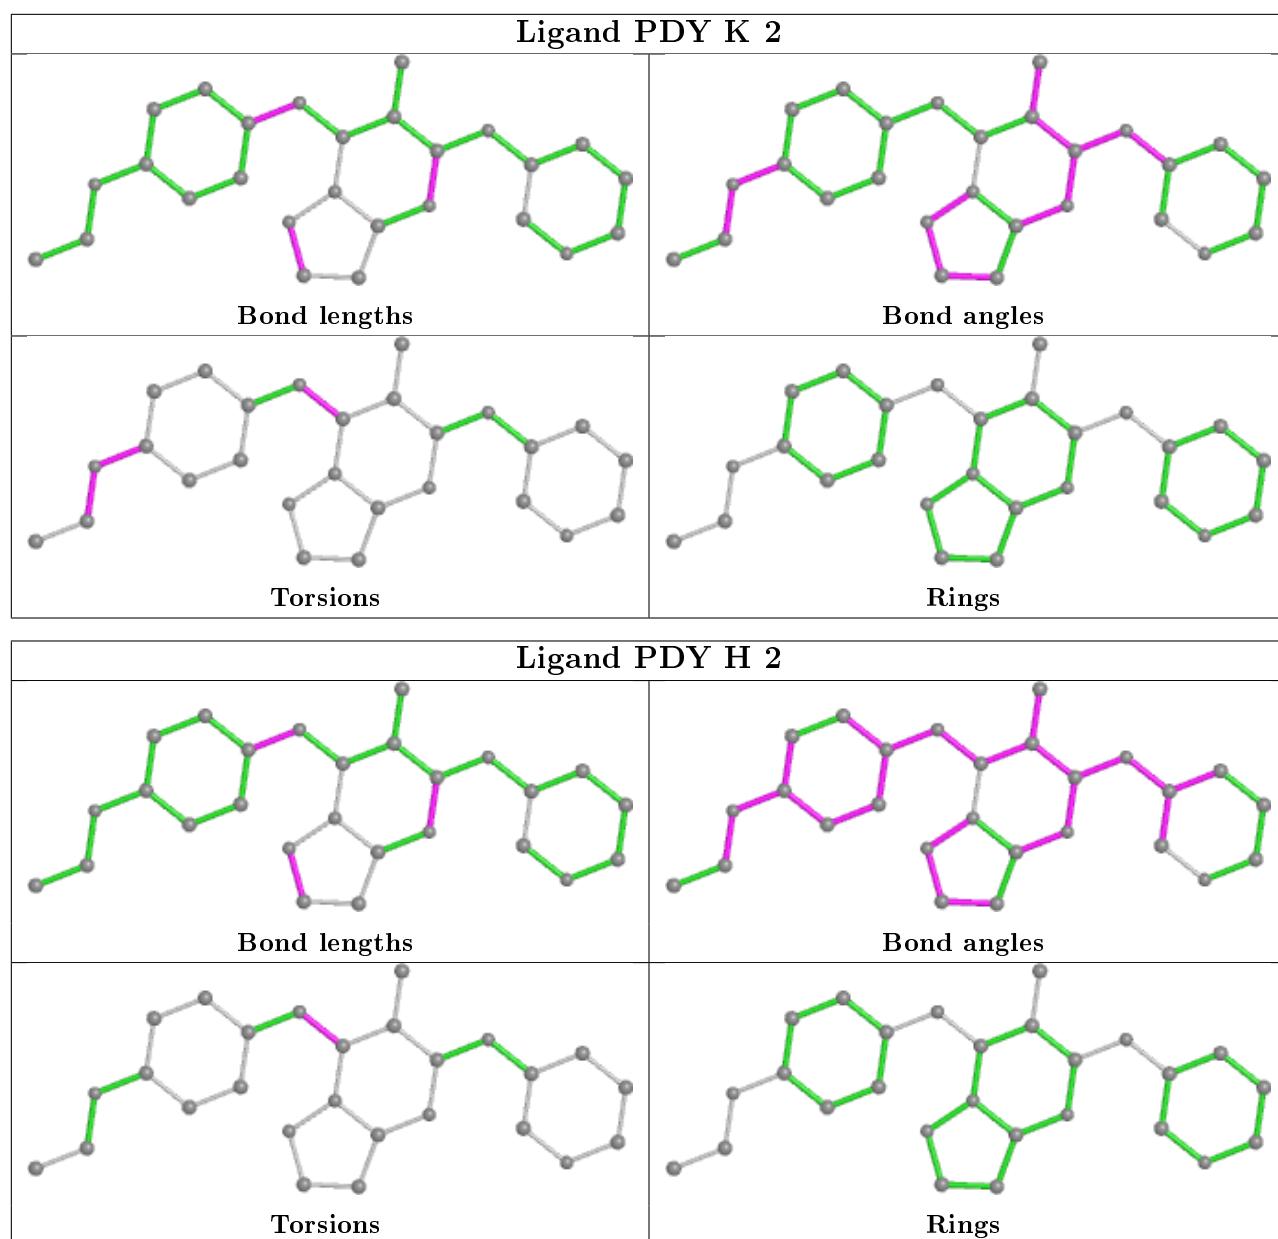 Ligand PDY K 2
Bond lengths
Bond angles
Torsions
Rings
Ligand PDY H 2
Bond lengths
Bond angles
Torsions
Rings